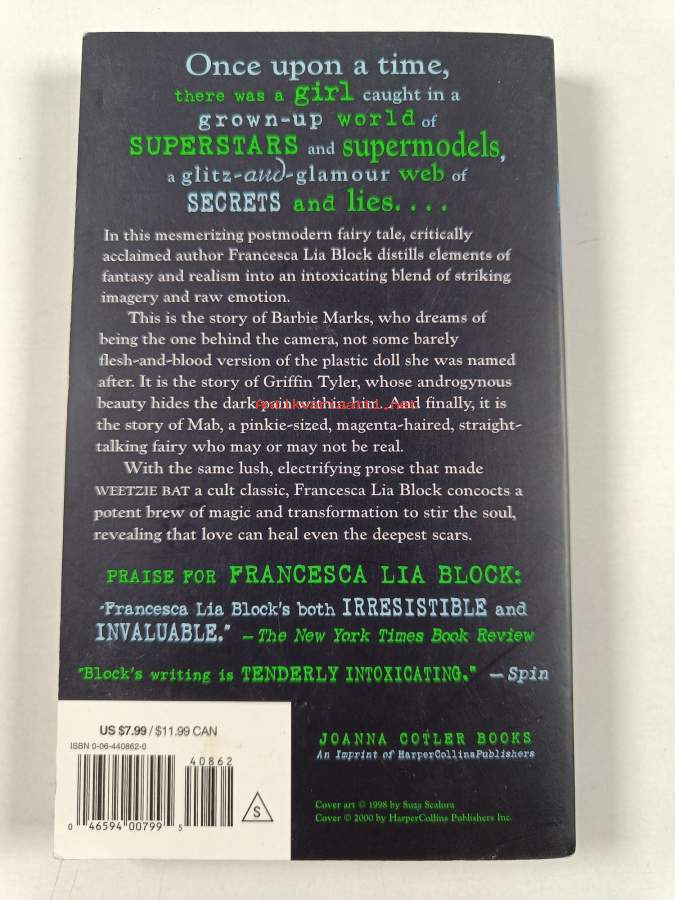 Once upon a time,
there was a girl caught in a
grown-up world of
SUPERSTARS and supermodels,
a glitz-and-glamour web of
SECRETS and lies. . . .
In this mesmerizing postmodern fairy tale, critically
acclaimed author Francesca Lia Block distills elements of
fantasy and realism into an intoxicating blend of striking
imagery and raw emotion.
This is the story of Barbie Marks, who dreams of
being the one behind the camera, not some barely
flesh-and-blood version of the plastic doll she was named
after. It is the story of Griffin Tyler, whose androgynous
beauty hides the dark pain within him. And finally, it is
the story of Mab, a pinkie-sized, magenta-haired, straight-
talking fairy who may or may not be real.
With the same lush, electrifying prose that made
WEETZIE BAT a cult classic, Francesca Lia Block concocts a
potent brew of magic and transformation to stir the soul,
revealing that love can heal even the deepest scars.
PRAISE FOR FRANCESCA LIA BLOCK:
"Francesca Lia Block's both IRRESISTIBLE and
INVALUABLE." —The New York Times Book Review
"Block's writing is TENDERLY INTOXICATING." —Spin
US $7.99 / $11.99 CAN
ISBN 0-06-440862-0
40862
0 46594 00799 5
S
JOANNA COTLER BOOKS
An Imprint of HarperCollinsPublishers
Cover art © 1998 by Suza Scalora
Cover © 2000 by HarperCollins Publishers Inc.